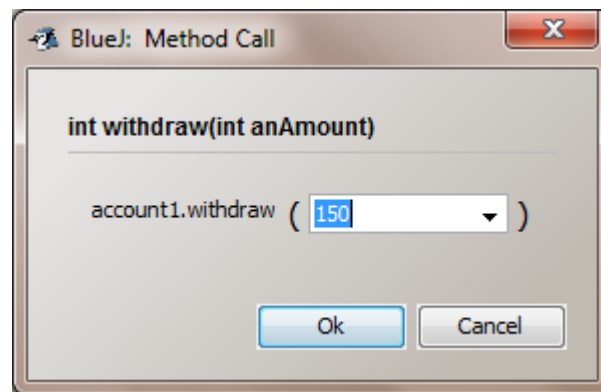 BlueJ: Method Call
int withdraw(int anAmount)
account1.withdraw ( 150 )
Ok Cancel